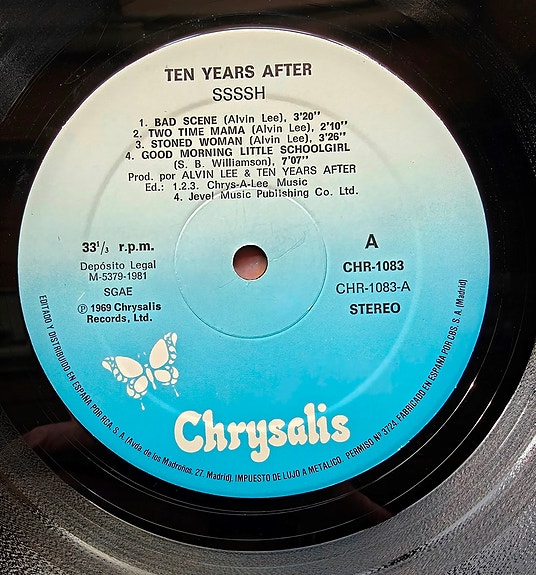 TEN YEARS AFTER
SSSSH
1. BAD SCENE (Alvin Lee), 3'20''
2. TWO TIME MAMA (Alvin Lee), 2'10''
3. STONED WOMAN (Alvin Lee), 3'26''
4. GOOD MORNING LITTLE SCHOOLGIRL
(S. B. Williamson), 7'07''
Prod. por ALVIN LEE & TEN YEARS AFTER
Ed.: 1.2.3. Chrys-A-Lee Music
4. Jevel Music Publishing Co. Ltd.
33 1/3 r.p.m.
Depósito Legal
M-5379-1981
SGAE
℗ 1969 Chrysalis
Records, Ltd.
A
CHR-1083
CHR-1083-A
STEREO
Chrysalis
EDITADO Y DISTRIBUIDO EN ESPAÑA POR RCA, S. A. (Avda. de los Madroños, 27. Madrid). IMPUESTO DE LUJO A METALICO. PERMISO Nº 3724. FABRICADO EN ESPAÑA POR CBS, S. A. (Madrid)